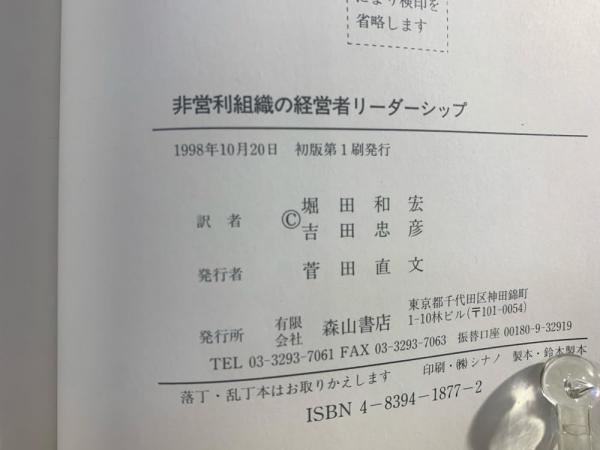 により検印を
省略します
非営利組織の経営者リーダーシップ
1998年10月20日 初版第1刷発行
訳者 ©堀田和宏
吉田忠彦
発行者 菅田直文
発行所 有限会社 森山書店 東京都千代田区神田錦町
1-10林ビル(〒101-0054)
TEL 03-3293-7061 FAX 03-3293-7063 振替口座 00180-9-32919
落丁・乱丁本はお取りかえします 印刷・㈱シナノ 製本・鈴木製本
ISBN 4-8394-1877-2